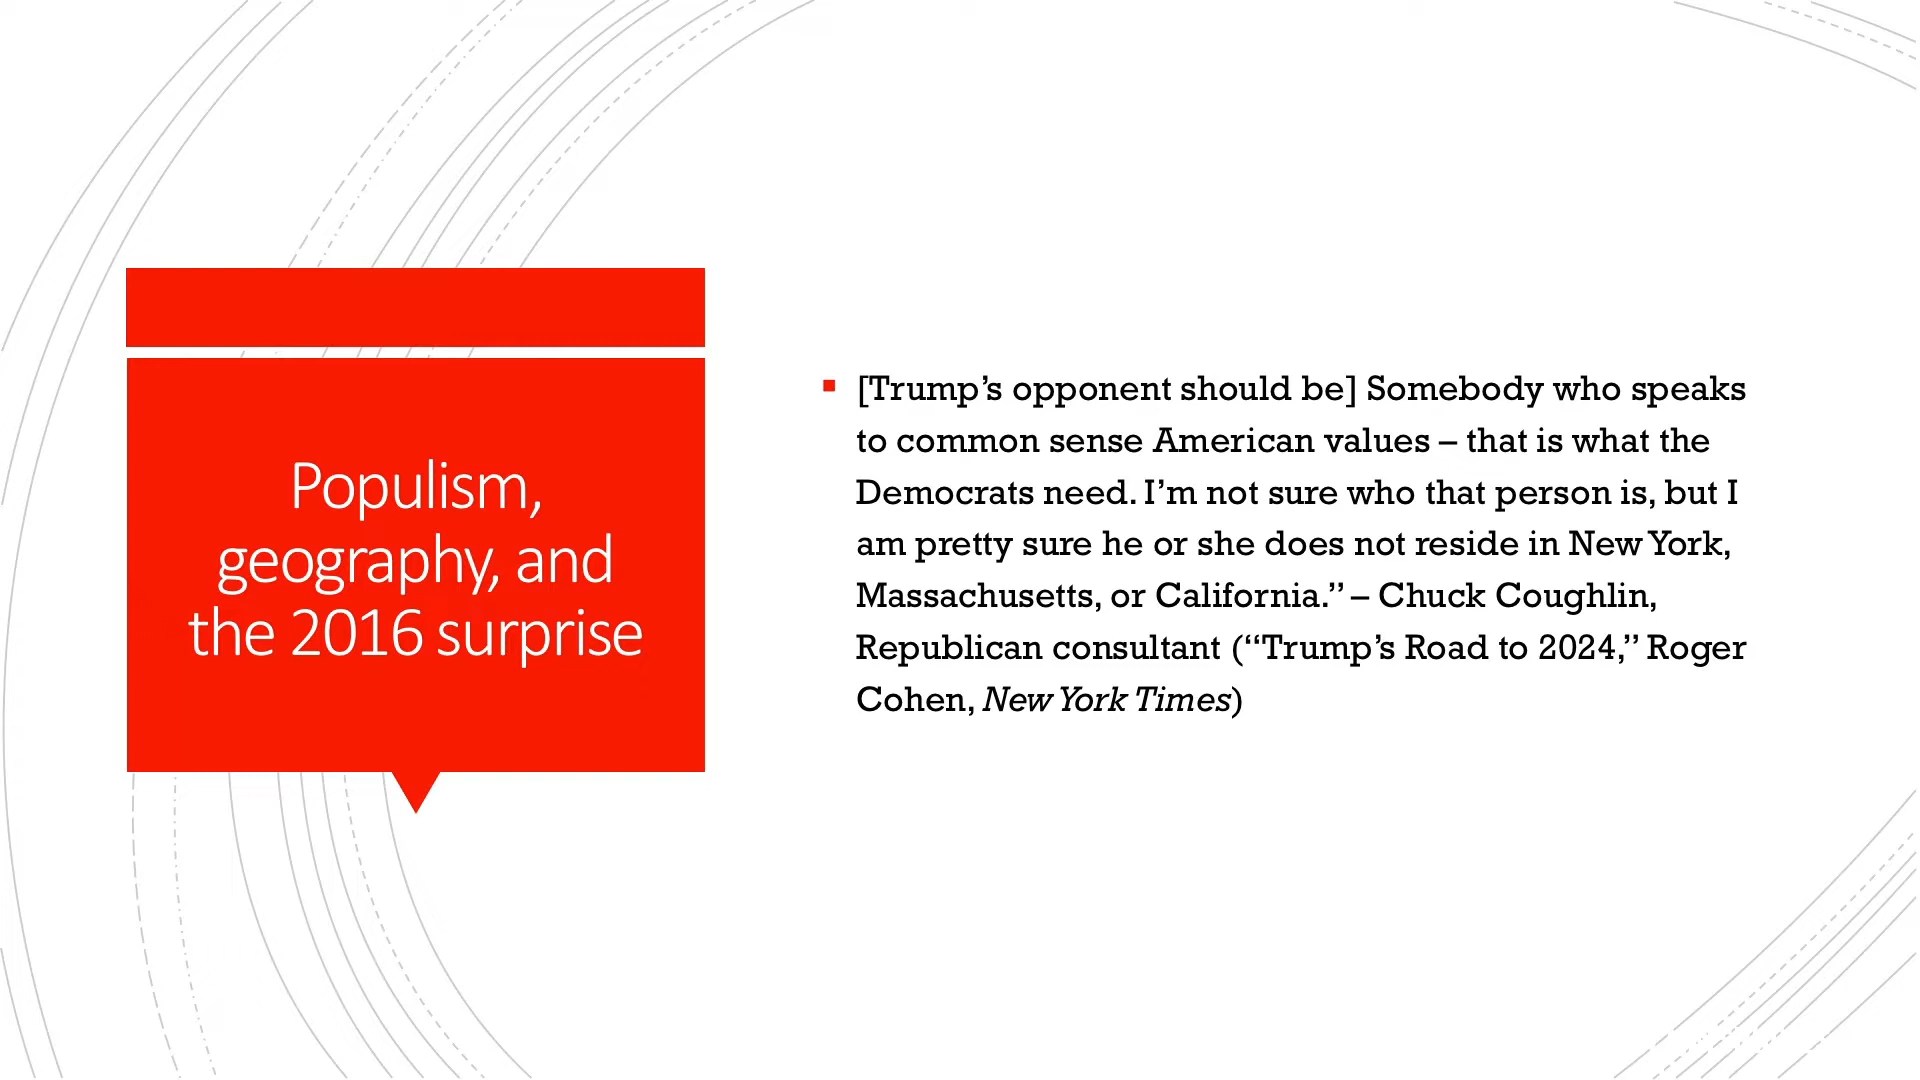 Populism,
geography, and
the 2016 surprise
[Trump’s opponent should be] Somebody who speaks
to common sense American values – that is what the
Democrats need. I’m not sure who that person is, but I
am pretty sure he or she does not reside in New York,
Massachusetts, or California.” – Chuck Coughlin,
Republican consultant (“Trump’s Road to 2024,” Roger
Cohen, New York Times)